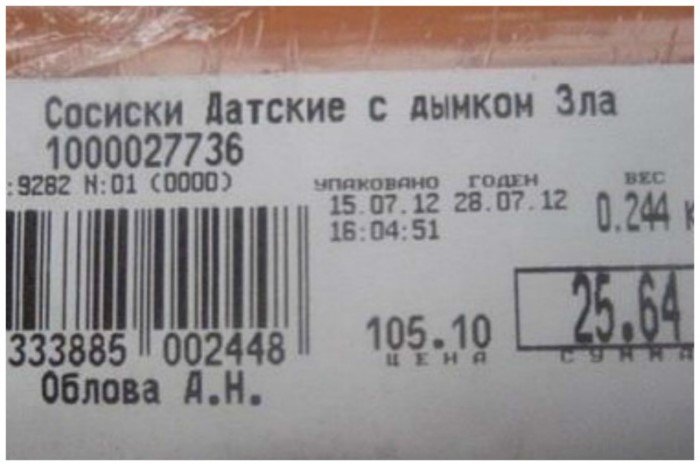 Сосиски Датские с дымком Зла
1000027736
:9282 N:01 (0000)
УПАКОВАНО ГОДЕН ВЕС
15.07.12 28.07.12 0.244 к
16:04:51
333885 002448
105.10 25.64
ЦЕНА СУММА
Облова А.Н.